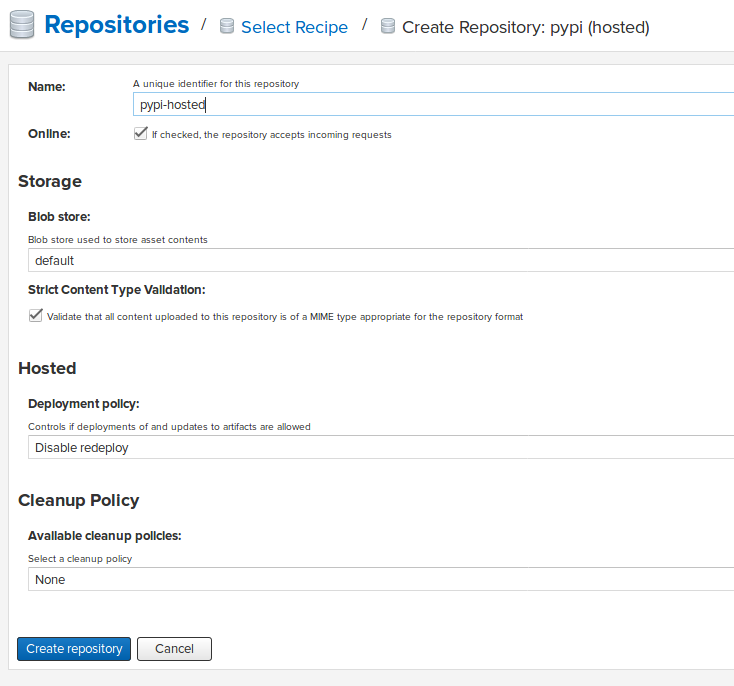 Repositories / Select Recipe / Create Repository: pypi (hosted)
Name: A unique identifier for this repository
pypi-hosted
Online: If checked, the repository accepts incoming requests
Storage
Blob store:
Blob store used to store asset contents
default
Strict Content Type Validation:
Validate that all content uploaded to this repository is of a MIME type appropriate for the repository format
Hosted
Deployment policy:
Controls if deployments of and updates to artifacts are allowed
Disable redeploy
Cleanup Policy
Available cleanup policies:
Select a cleanup policy
None
Create repository Cancel